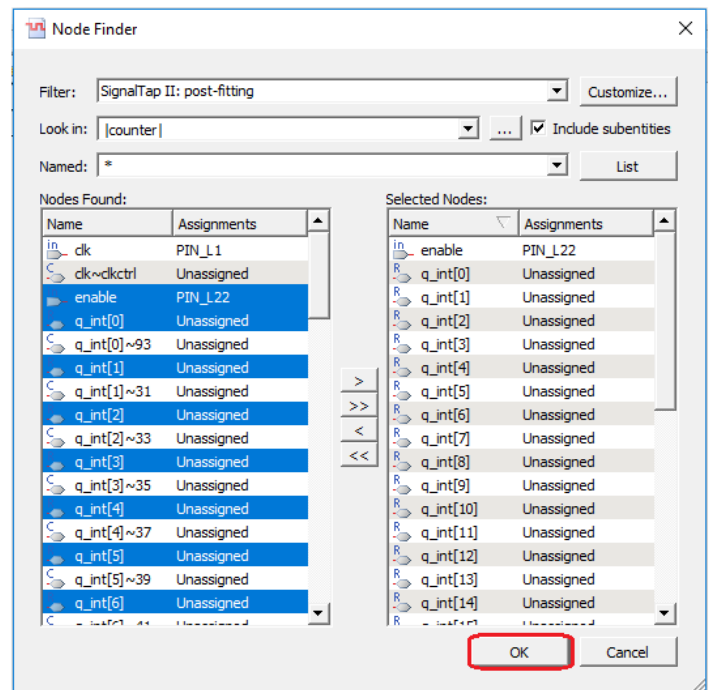 Node Finder
Filter: SignalTap II: post-fitting Customize...
Look in: |counter| ... Include subentities
Named: * List
Nodes Found: Selected Nodes:
Name Assignments Name Assignments
clk PIN_L1 enable PIN_L22
clk~clkctrl Unassigned q_int[0] Unassigned
enable PIN_L22 q_int[1] Unassigned
q_int[0] Unassigned q_int[2] Unassigned
q_int[0]~93 Unassigned q_int[3] Unassigned
q_int[1] Unassigned q_int[4] Unassigned
q_int[1]~31 Unassigned q_int[5] Unassigned
q_int[2] Unassigned q_int[6] Unassigned
q_int[2]~33 Unassigned q_int[7] Unassigned
q_int[3] Unassigned q_int[8] Unassigned
q_int[3]~35 Unassigned q_int[9] Unassigned
q_int[4] Unassigned q_int[10] Unassigned
q_int[4]~37 Unassigned q_int[11] Unassigned
q_int[5] Unassigned q_int[12] Unassigned
q_int[5]~39 Unassigned q_int[13] Unassigned
q_int[6] Unassigned q_int[14] Unassigned
> 
>>
<
<<
OK Cancel